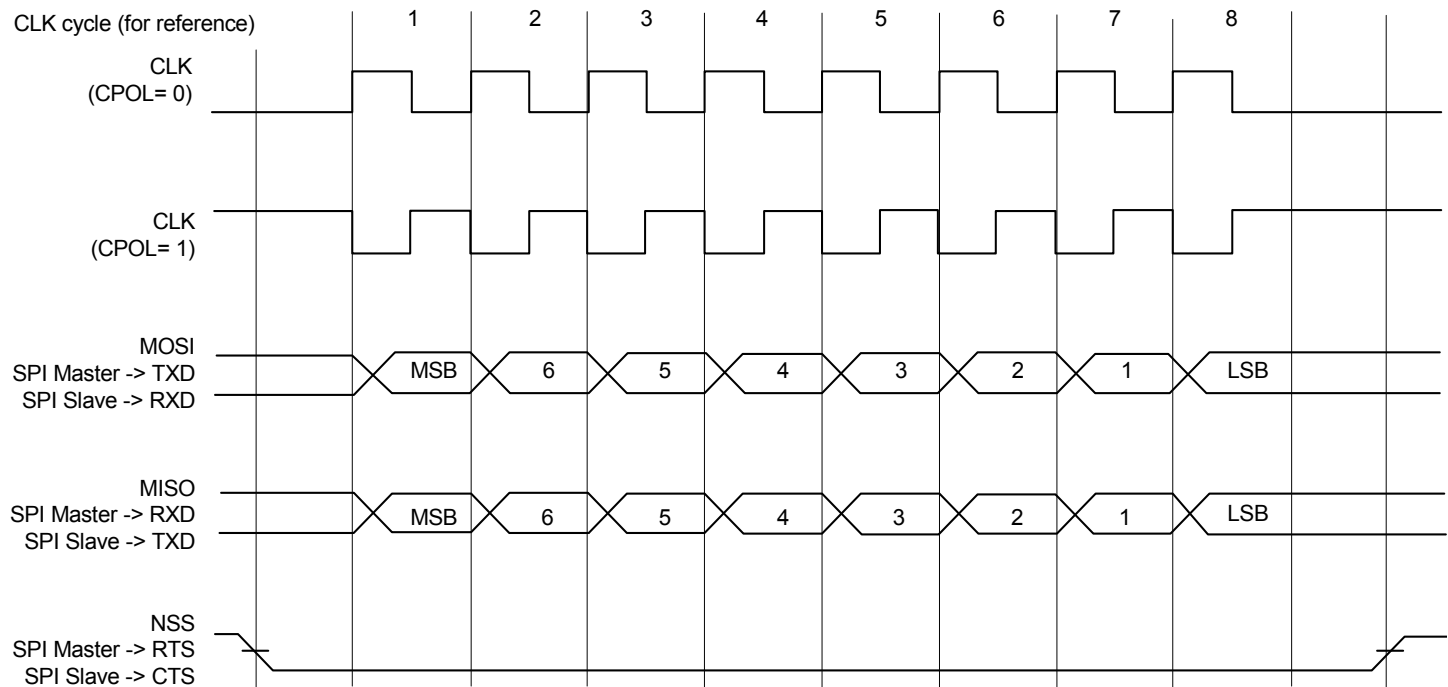 CLK cycle (for reference) 1 2 3 4 5 6 7 8
CLK
(CPOL= 0)
CLK
(CPOL= 1)
MOSI
SPI Master -> TXD
SPI Slave -> RXD
MSB 6 5 4 3 2 1 LSB
MISO
SPI Master -> RXD
SPI Slave -> TXD
MSB 6 5 4 3 2 1 LSB
NSS
SPI Master -> RTS
SPI Slave -> CTS